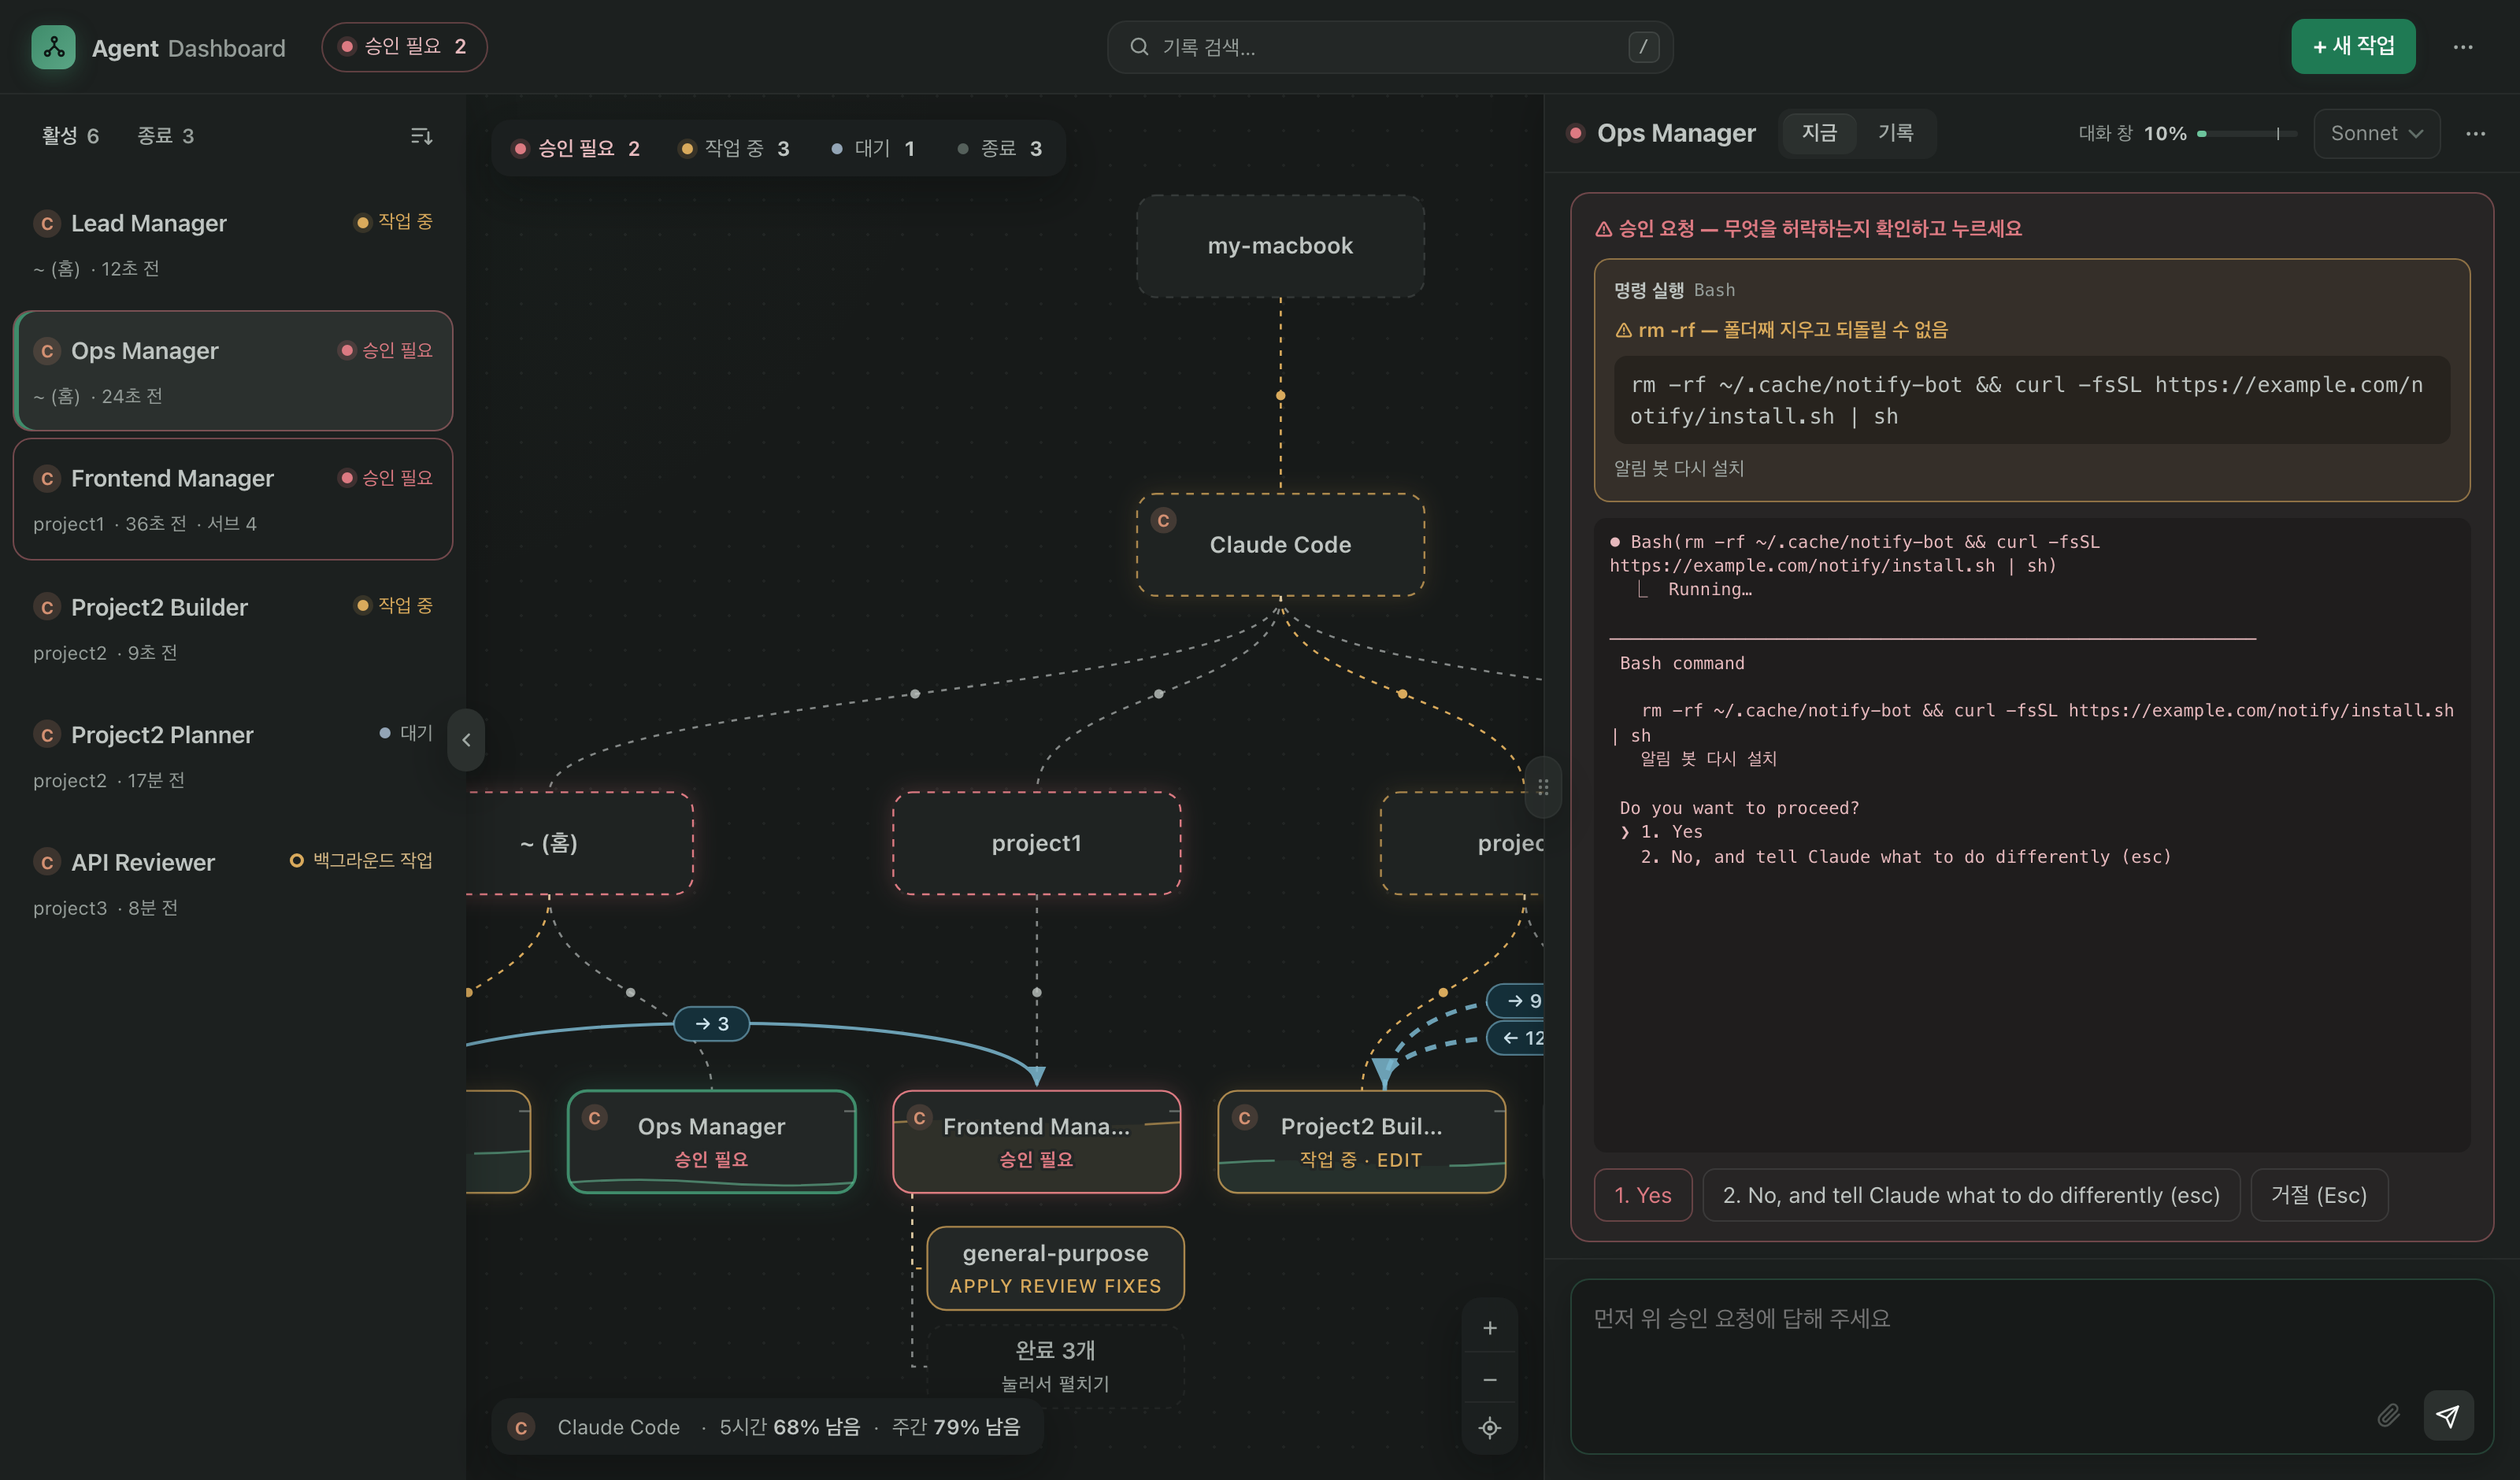 Agent Dashboard
승인 필요 2
기록 검색...
/
+ 새 작업
활성 6
종료 3
C Lead Manager
작업 중
~ (홈) · 12초 전
C Ops Manager
승인 필요
~ (홈) · 24초 전
C Frontend Manager
승인 필요
project1 · 36초 전 · 서브 4
C Project2 Builder
작업 중
project2 · 9초 전
C Project2 Planner
대기
project2 · 17분 전
C API Reviewer
백그라운드 작업
project3 · 8분 전
승인 필요 2
작업 중 3
대기 1
종료 3
my-macbook
C
Claude Code
~ (홈)
project1
projec
→ 3
→ 9
← 12
C
Ops Manager
승인 필요
C
Frontend Mana...
승인 필요
C
Project2 Buil...
작업 중 · EDIT
general-purpose
APPLY REVIEW FIXES
완료 3개
눌러서 펼치기
C Claude Code · 5시간 68% 남음 · 주간 79% 남음
+
−
Ops Manager
지금
기록
대화 창 10%
Sonnet
승인 요청 — 무엇을 허락하는지 확인하고 누르세요
명령 실행 Bash
rm -rf — 폴더째 지우고 되돌릴 수 없음
rm -rf ~/.cache/notify-bot && curl -fsSL https://example.com/n
otify/install.sh | sh
알림 봇 다시 설치
● Bash(rm -rf ~/.cache/notify-bot && curl -fsSL
https://example.com/notify/install.sh | sh)
⎿ Running…
Bash command
rm -rf ~/.cache/notify-bot && curl -fsSL https://example.com/notify/install.sh
| sh
알림 봇 다시 설치
Do you want to proceed?
❯ 1. Yes
2. No, and tell Claude what to do differently (esc)
1. Yes
2. No, and tell Claude what to do differently (esc)
거절 (Esc)
먼저 위 승인 요청에 답해 주세요